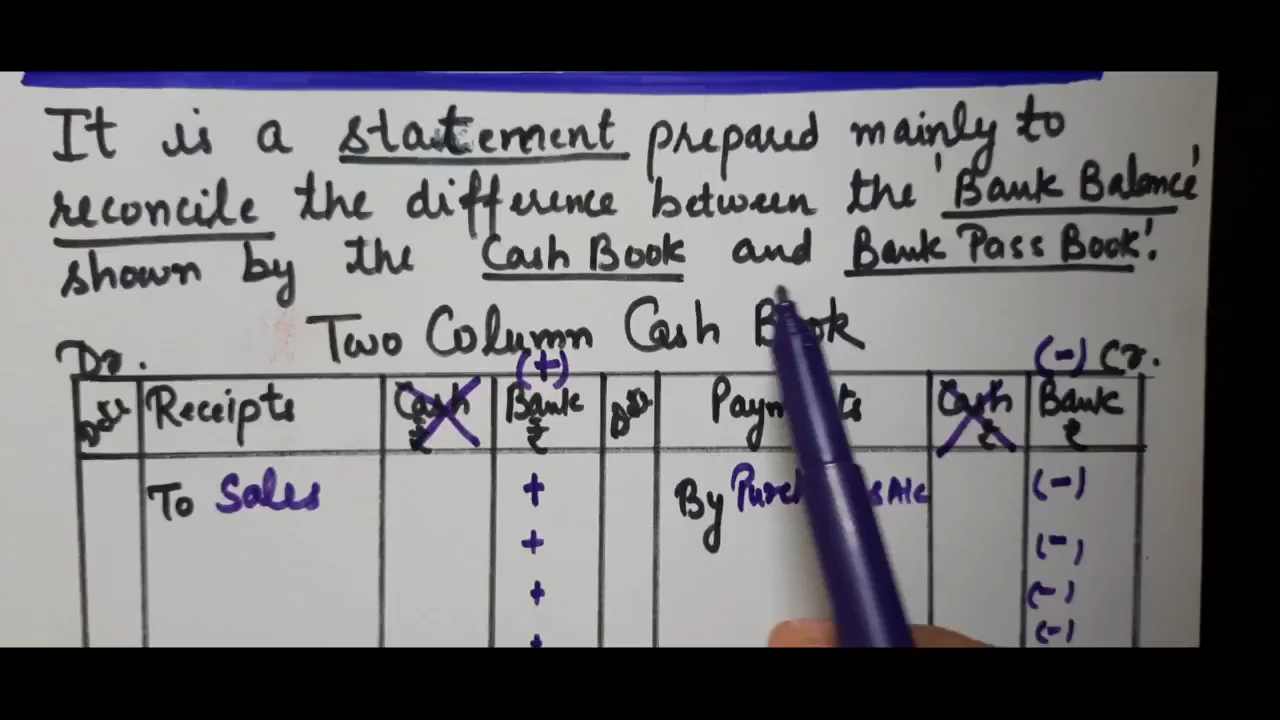 It is a statement prepared mainly to
reconcile the difference between the 'Bank Balance'
shown by the Cash Book and Bank Pass Book'.
Two Column Cash Book
Dr. (+) (-) Cr.
Receipts Cash ₹ Bank ₹ Payments Cash ₹ Bank ₹
To Sales + By A/c (-)
+ (-)
+ (-)
+ (-)